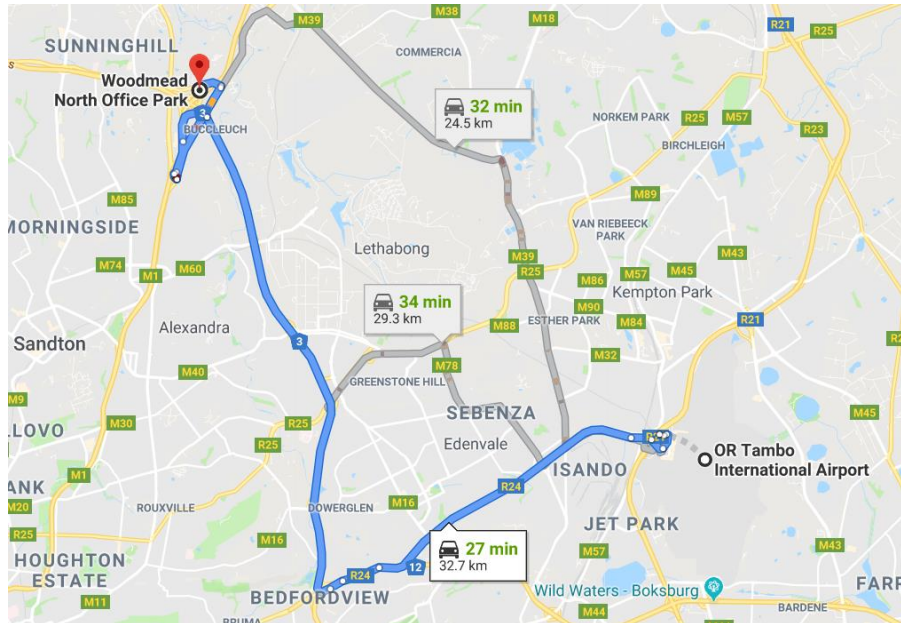 M39
M38
M18
R21
R25
SUNNINGHILL
COMMERCIA
Woodmead
North Office Park
32 min
24.5 km
NORKEM PARK
R25
M57
3
BUCCLEUCH
BIRCHLEIGH
R23
M85
M89
MORNINGSIDE
VAN RIEBEECK
PARK
Lethabong
M39
M43
M74
M60
M1
R25
M57
M45
M86
Kempton Park
34 min
29.3 km
M90
Alexandra
M88
ESTHER PARK
M84
R21
Sandton
3
M32
M78
M40
GREENSTONE HILL
M9
SEBENZA
M45
LLOVO
M30
R25
Edenvale
R25
OR Tambo
International Airport
M1
ISANDO
ANK
R24
M20
ROUXVILLE
DOWERGLEN
M16
R25
JET PARK
M16
M43
HOUGHTON
ESTATE
27 min
32.7 km
M57
R24
12
M11
BEDFORDVIEW
Wild Waters - Boksburg
FARR
BRUMA
M44
BARDENE